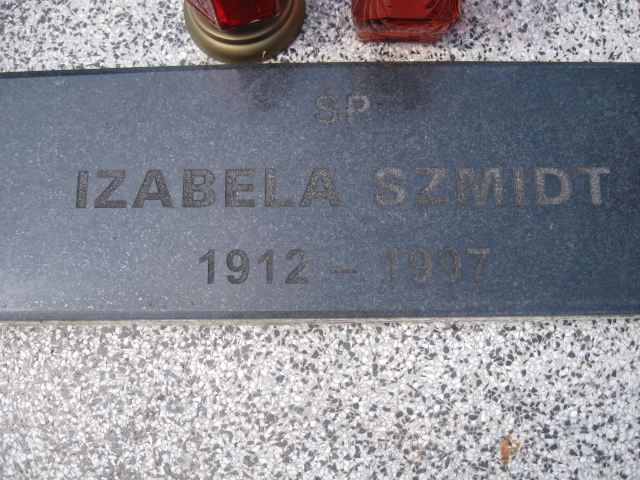 ŚP
IZABELA SZMIDT
1912 – 1997